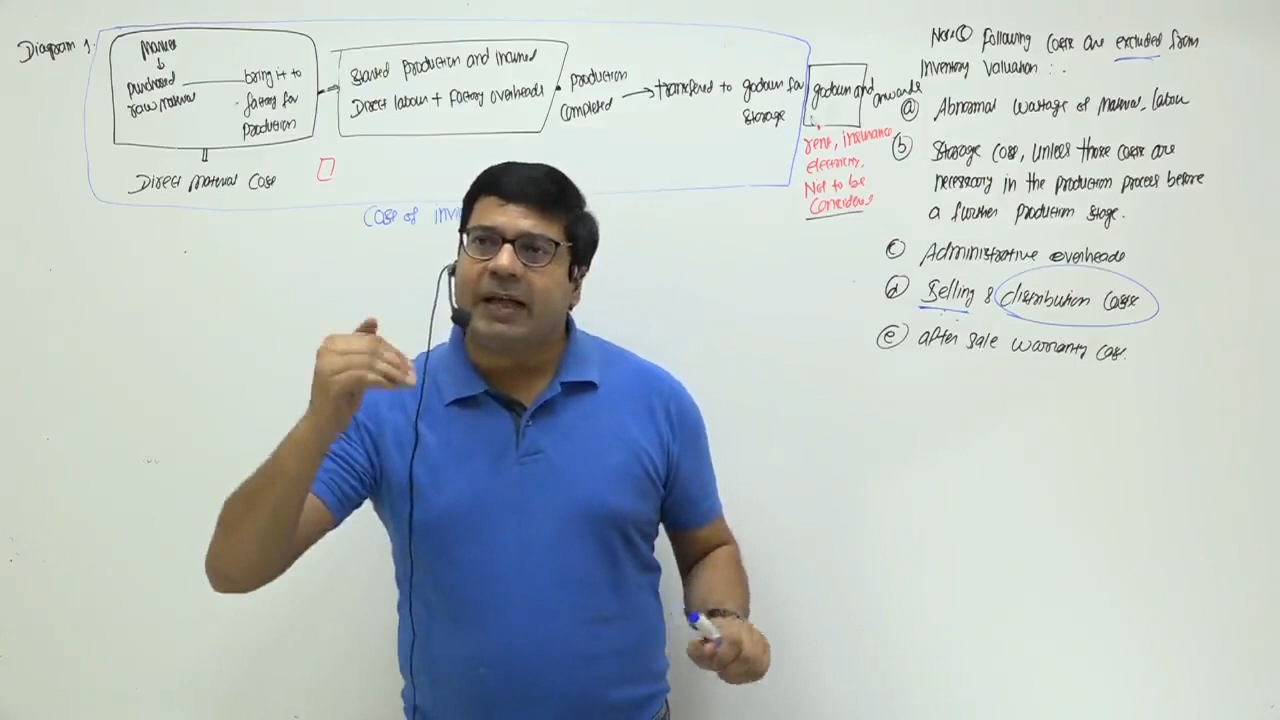 Diagram 1.
Market
↓
purchased
raw material
bring it to
factory for
production
Direct material Cost
Started production and incurred
Direct labour + factory overheads
production
completed
→ transferred to godown for
storage
godown and onwards
rent, insurance
electricity,
Not to be
Considered
Cost of inv
Note① Following costs are excluded from
Inventory valuation :-
ⓐ Abnormal wastage of material, labour
ⓑ Storage cost, unless those costs are
necessary in the production process before
a further production stage.
ⓒ Administrative overheads
ⓓ Selling & distribution costs
ⓔ after sale warranty cost.